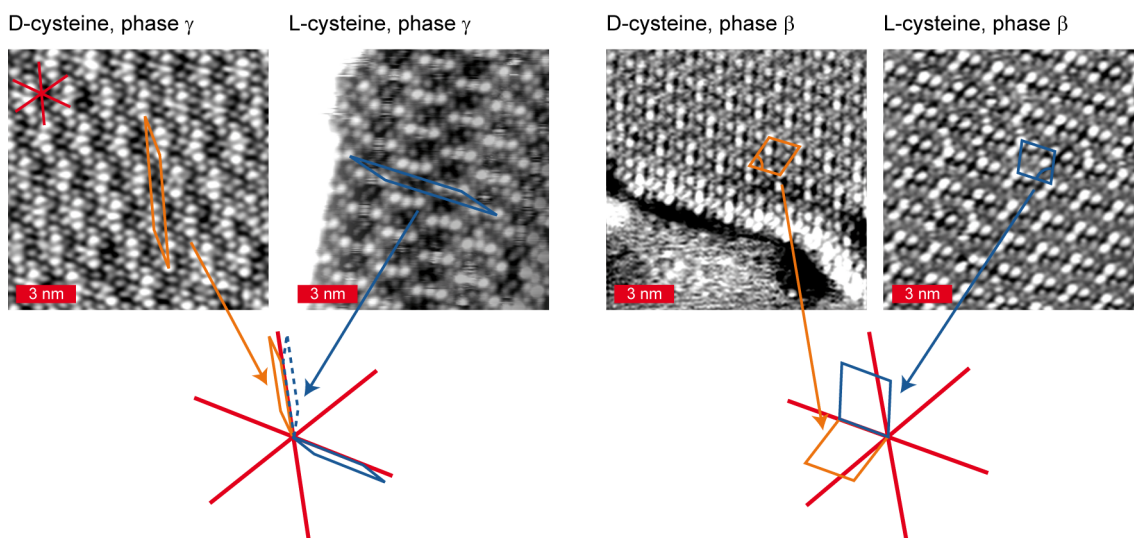 D-cysteine, phase γ
L-cysteine, phase γ
D-cysteine, phase β
L-cysteine, phase β
3 nm
3 nm
3 nm
3 nm